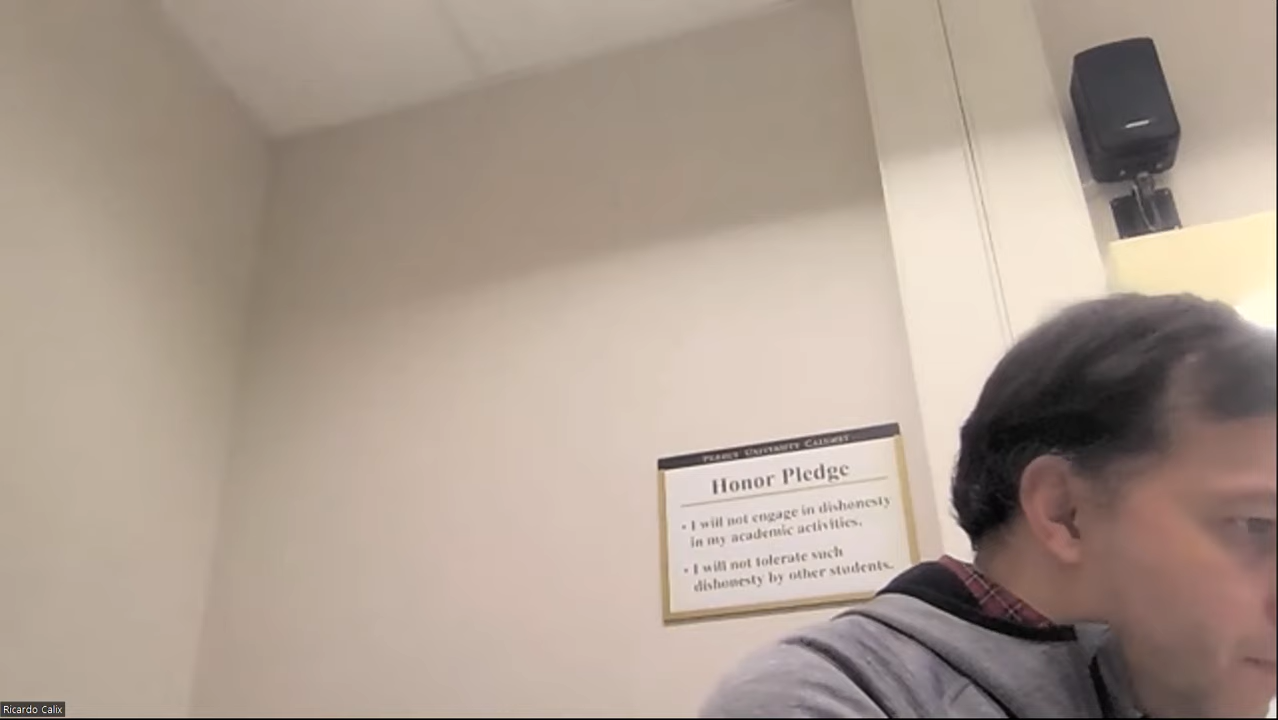 PURDUE UNIVERSITY CALUMET
Honor Pledge
• I will not engage in dishonesty
in my academic activities.
• I will not tolerate such
dishonesty by other students.
Ricardo Calix